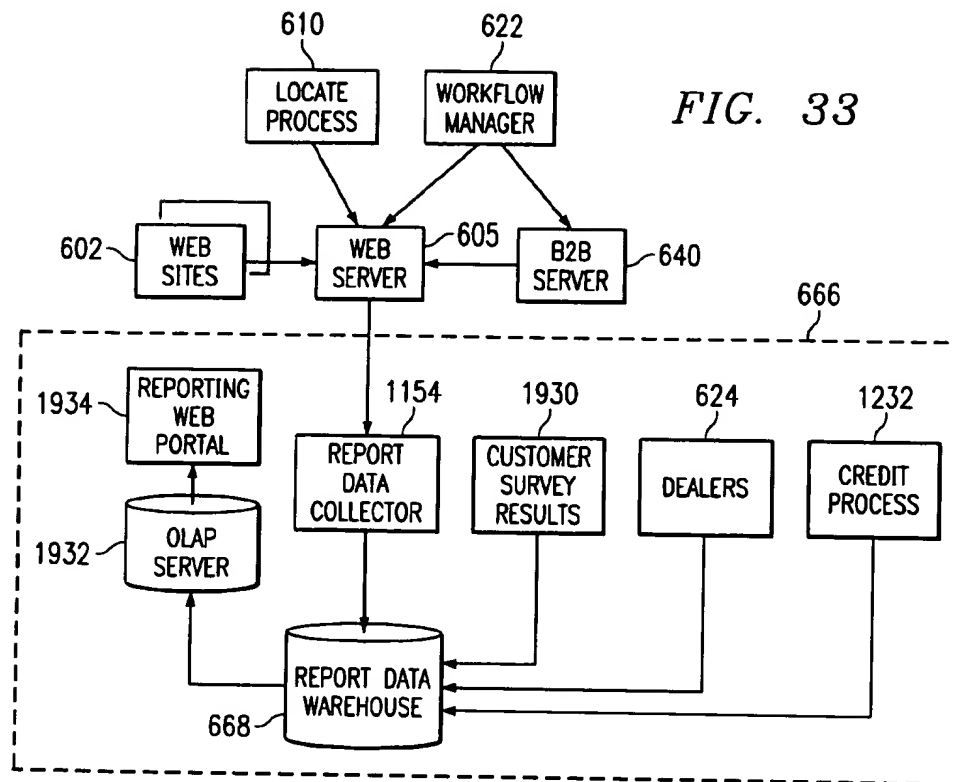 610
622
LOCATE
PROCESS
WORKFLOW
MANAGER
FIG. 33
602
WEB
SITES
WEB
SERVER
605
B2B
SERVER
640
666
1934
REPORTING
WEB
PORTAL
1154
REPORT
DATA
COLLECTOR
1930
CUSTOMER
SURVEY
RESULTS
624
DEALERS
1232
CREDIT
PROCESS
1932
OLAP
SERVER
REPORT DATA
WAREHOUSE
668